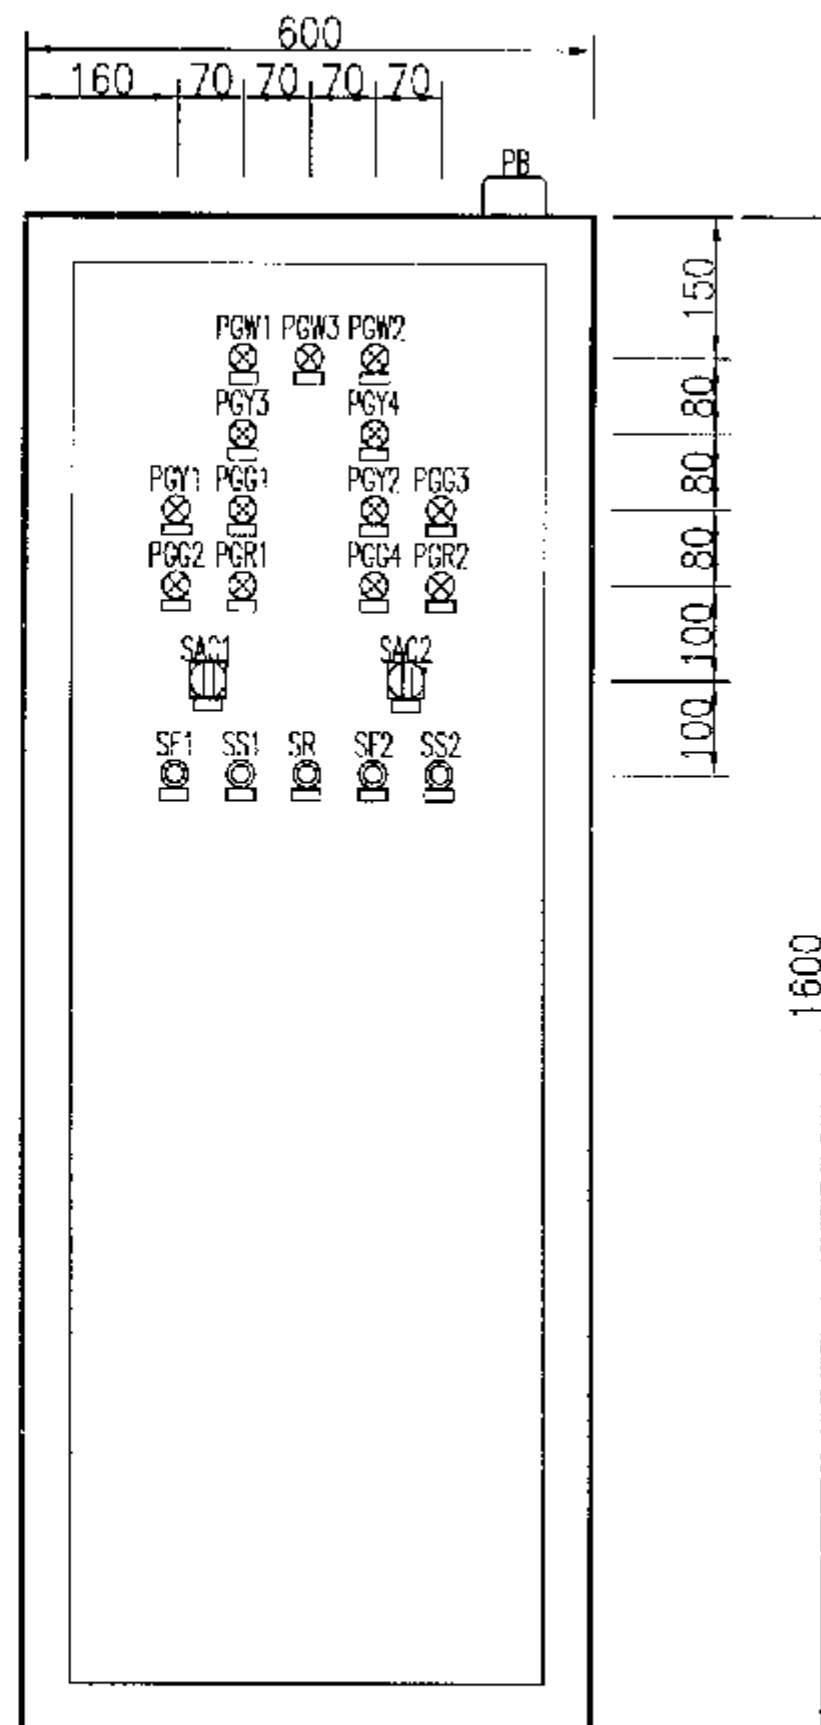 600
160 70 70 70 70
PB
150
PGW1 PGW3 PGW2
80
PGY3 PGY4
80
PGY1 PGG1 PGY2 PGG3
80
PGG2 PGR1 PGG4 PGR2
100
SAC1 SAC2
100
SF1 SS1 SR SF2 SS2
1600